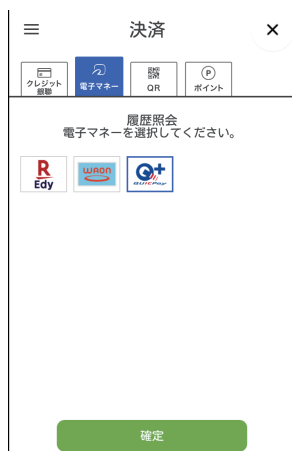 決済
クレジット
銀聯
電子マネー
QR
P
ポイント
履歴照会
電子マネーを選択してください。
R
Edy
WAON
Q+
QUICPay
確定